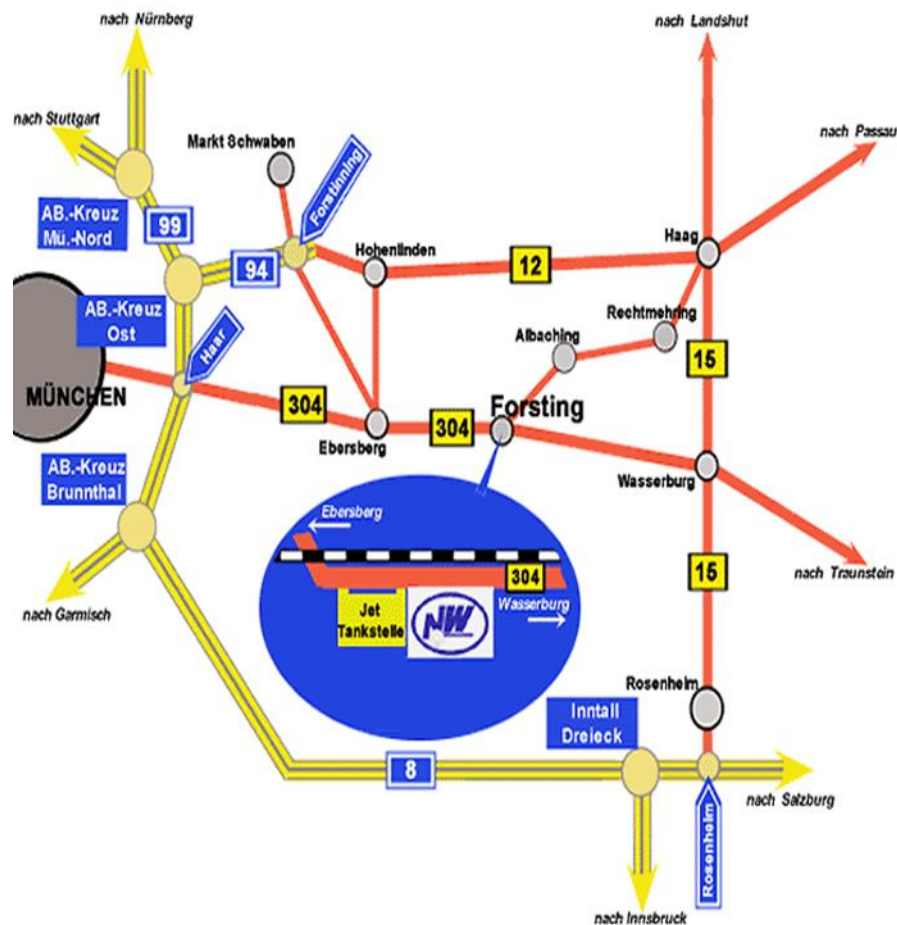 nach Nürnberg
nach Landshut
nach Stuttgart
nach Passau
Markt Schwaben
Forstinning
AB.-Kreuz
Mü.-Nord
99
94
Hohenlinden
12
Haag
Rechtmehring
Albaching
AB.-Kreuz
Ost
Haar
15
MÜNCHEN
304
304
Forsting
Ebersberg
Wasserburg
AB.-Kreuz
Brunnthal
Ebersberg
304
Wasserburg
15
nach Traunstein
nach Garmisch
Jet
Tankstelle
NW
Rosenheim
Inntall
Dreieck
8
nach Salzburg
Rosenheim
nach Innsbruck